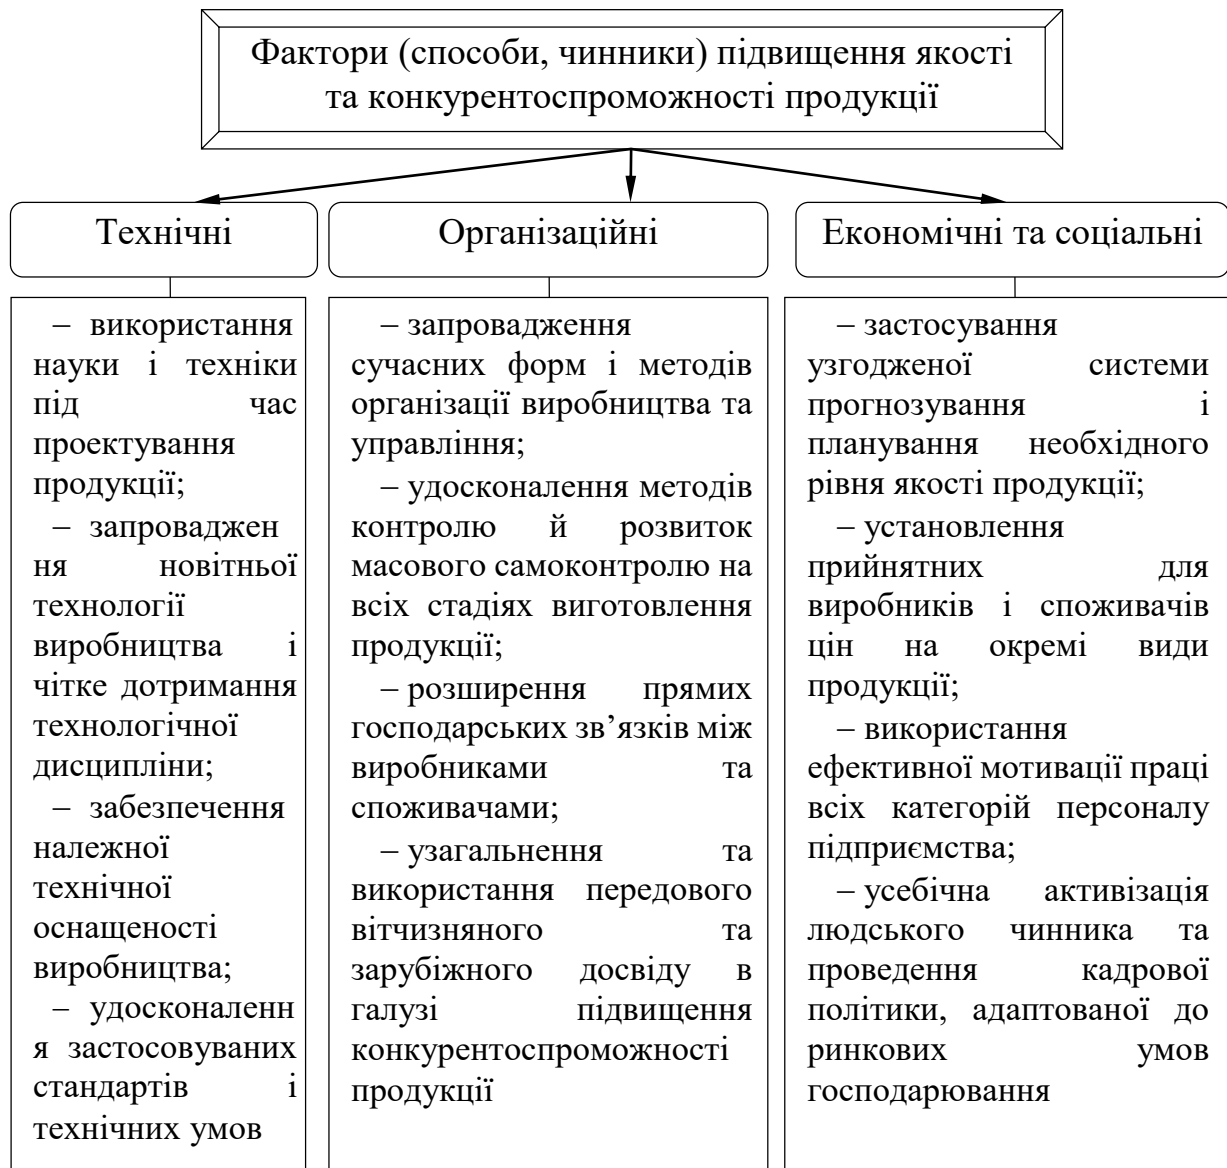 Фактори (способи, чинники) підвищення якості
та конкурентоспроможності продукції
Технічні
– використання
науки і техніки
під час
проектування
продукції;
– запроваджен
ня новітньої
технології
виробництва і
чітке дотримання
технологічної
дисципліни;
– забезпечення
належної
технічної
оснащеності
виробництва;
– удосконаленн
я застосовуваних
стандартів і
технічних умов
Організаційні
– запровадження
сучасних форм і методів
організації виробництва та
управління;
– удосконалення методів
контролю й розвиток
масового самоконтролю на
всіх стадіях виготовлення
продукції;
– розширення прямих
господарських зв’язків між
виробниками та
споживачами;
– узагальнення та
використання передового
вітчизняного та
зарубіжного досвіду в
галузі підвищення
конкурентоспроможності
продукції
Економічні та соціальні
– застосування
узгодженої системи
прогнозування і
планування необхідного
рівня якості продукції;
– установлення
прийнятних для
виробників і споживачів
цін на окремі види
продукції;
– використання
ефективної мотивації праці
всіх категорій персоналу
підприємства;
– усебічна активізація
людського чинника та
проведення кадрової
політики, адаптованої до
ринкових умов
господарювання